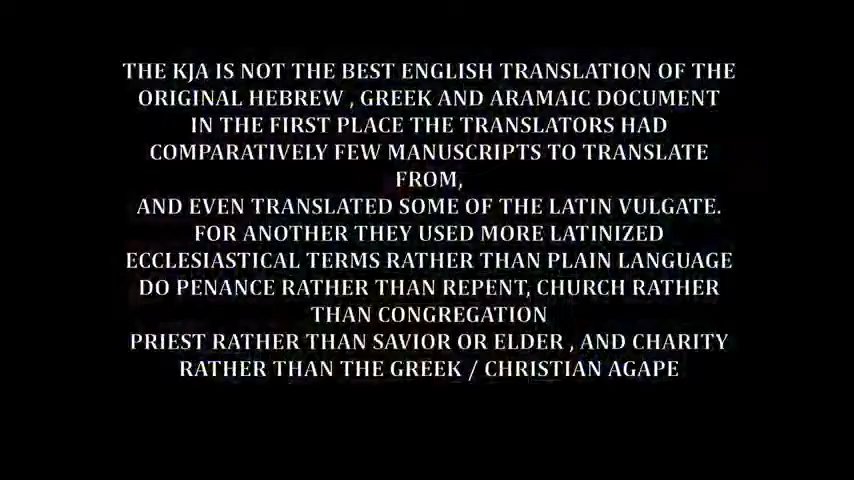 THE KJA IS NOT THE BEST ENGLISH TRANSLATION OF THE
ORIGINAL HEBREW , GREEK AND ARAMAIC DOCUMENT
IN THE FIRST PLACE THE TRANSLATORS HAD
COMPARATIVELY FEW MANUSCRIPTS TO TRANSLATE
FROM,
AND EVEN TRANSLATED SOME OF THE LATIN VULGATE.
FOR ANOTHER THEY USED MORE LATINIZED
ECCLESIASTICAL TERMS RATHER THAN PLAIN LANGUAGE
DO PENANCE RATHER THAN REPENT, CHURCH RATHER
THAN CONGREGATION
PRIEST RATHER THAN SAVIOR OR ELDER , AND CHARITY
RATHER THAN THE GREEK / CHRISTIAN AGAPE